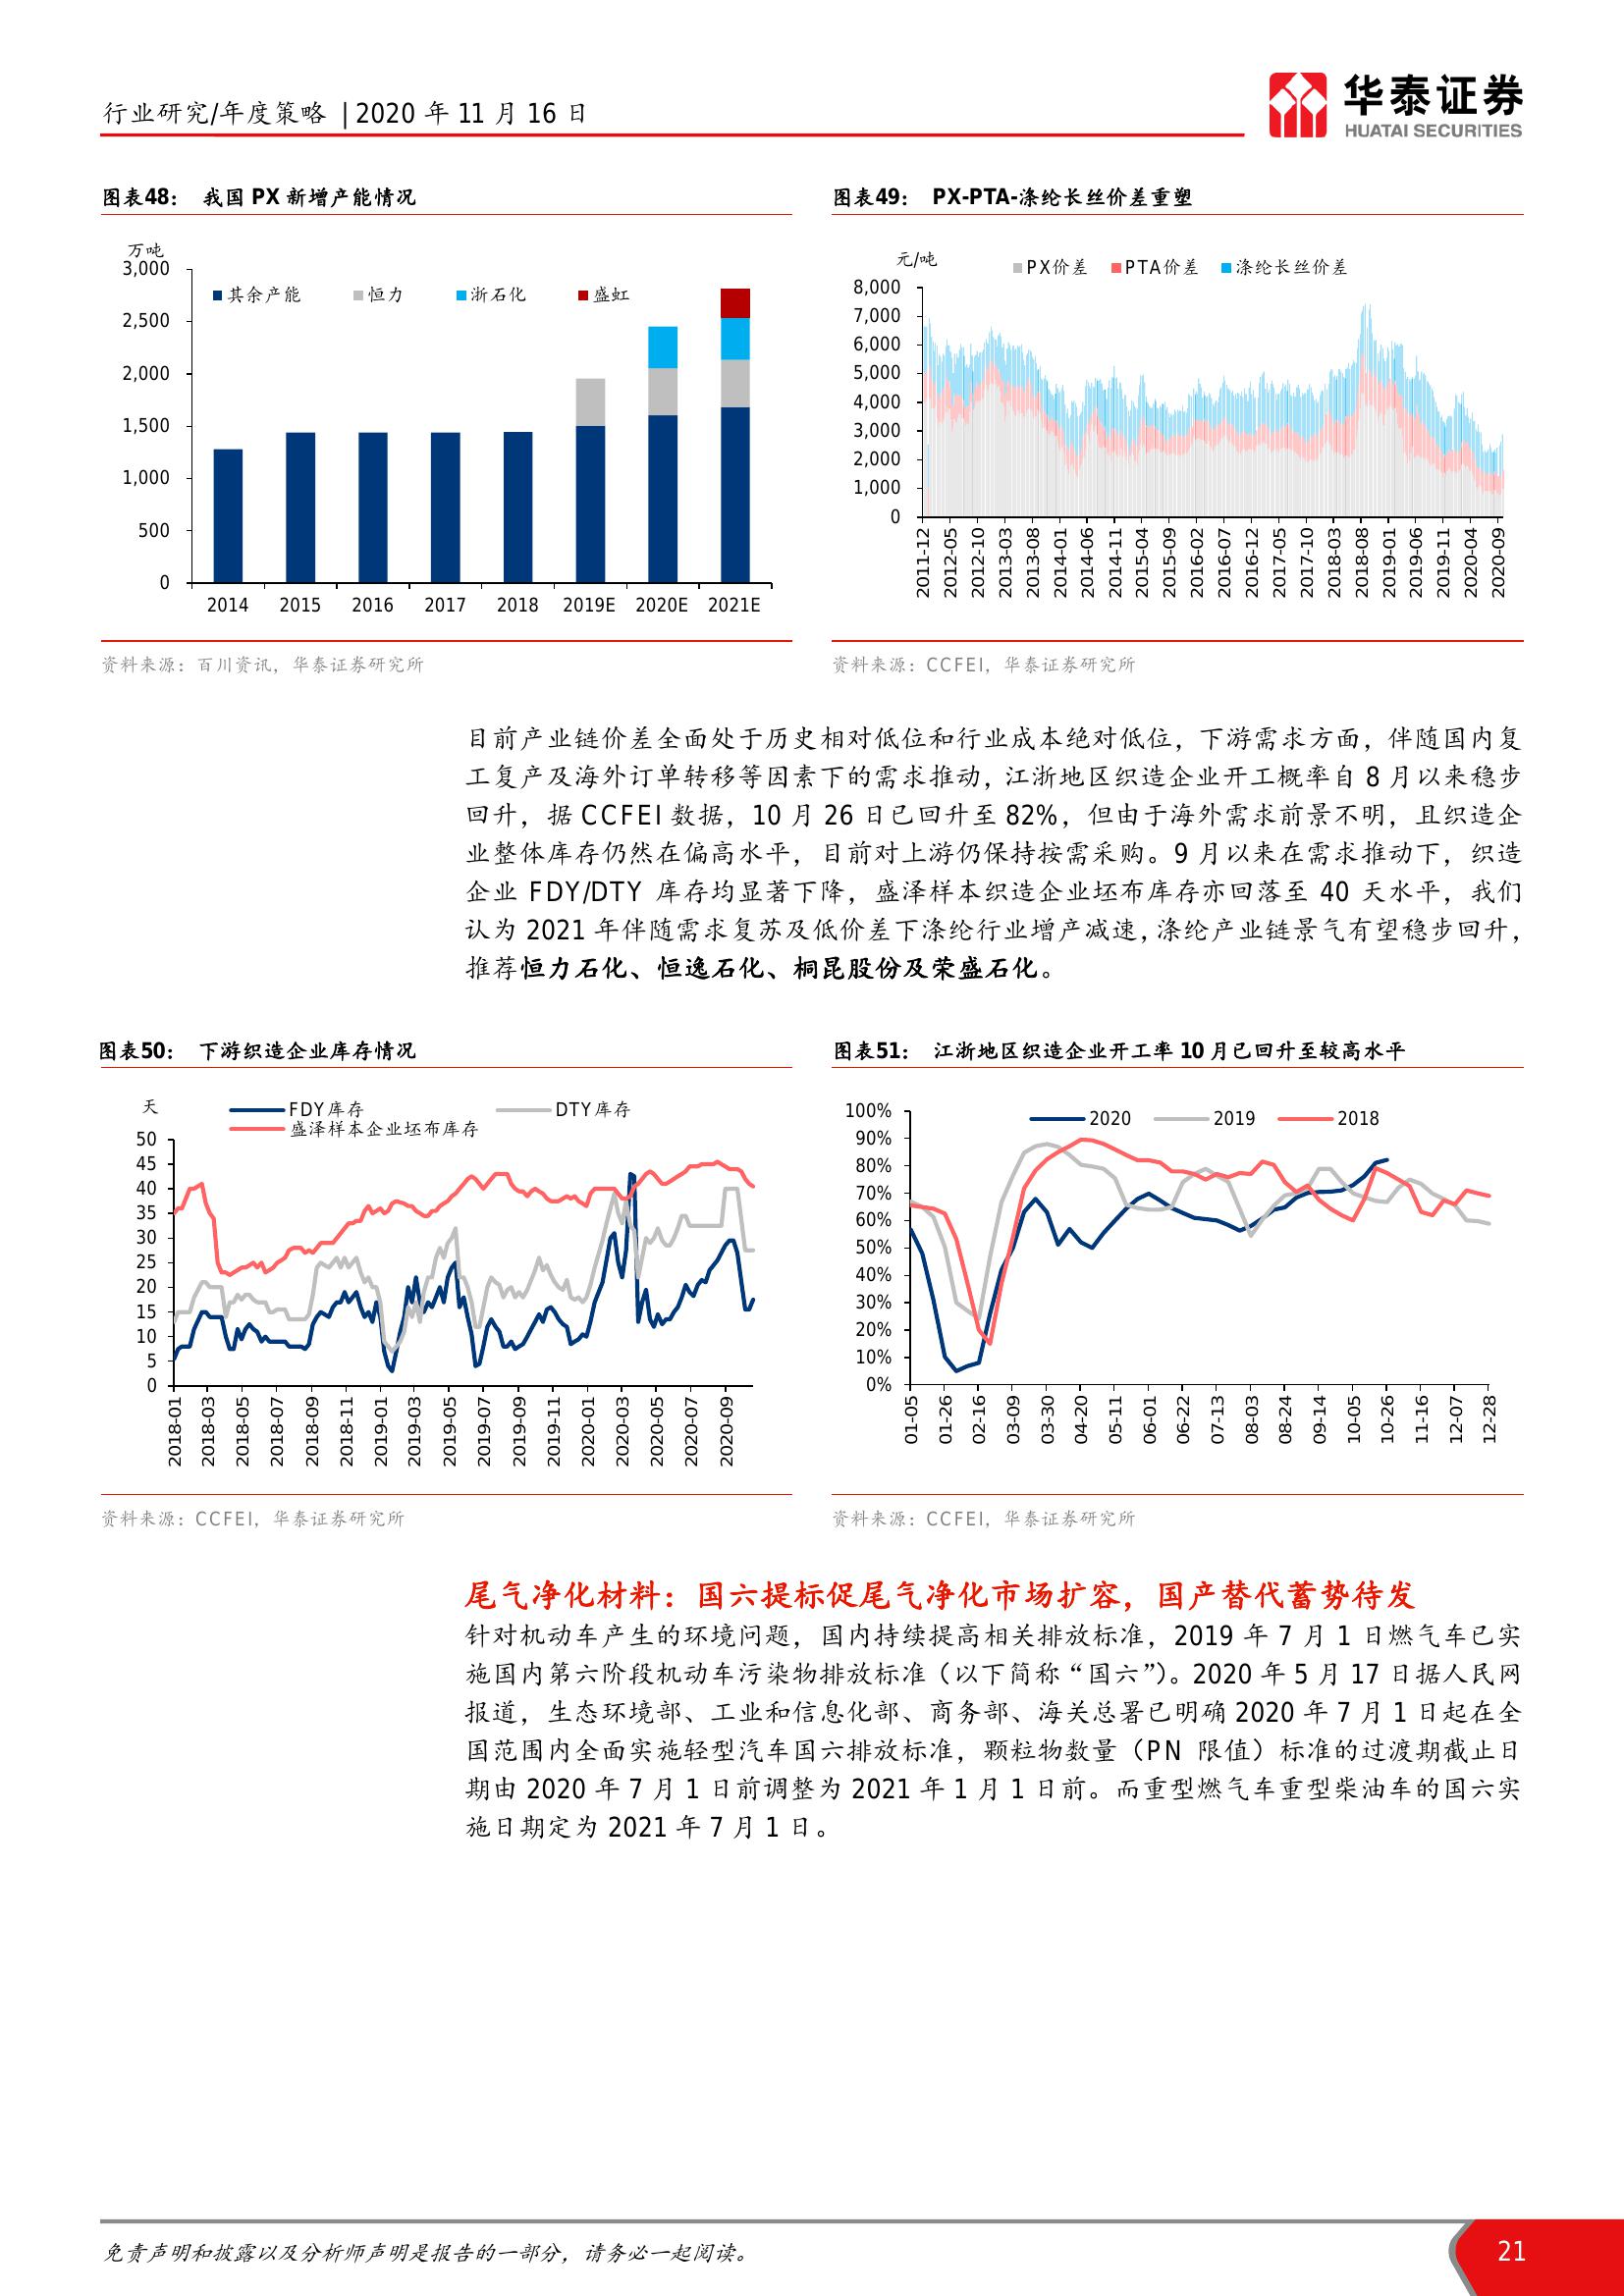 行业研究/年度策略 | 2020 年 11 月 16 日
华泰证券
HUATAI SECURITIES
图表48： 我国 PX 新增产能情况
万吨
其余产能 恒力 浙石化 盛虹
3,000
2,500
2,000
1,500
1,000
500
0
2014 2015 2016 2017 2018 2019E 2020E 2021E
资料来源：百川资讯，华泰证券研究所
图表49： PX-PTA-涤纶长丝价差重塑
元/吨
PX价差 PTA价差 涤纶长丝价差
8,000
7,000
6,000
5,000
4,000
3,000
2,000
1,000
0
2011-12 2012-05 2012-10 2013-03 2013-08 2014-01 2014-06 2014-11 2015-04 2015-09 2016-02 2016-07 2016-12 2017-05 2017-10 2018-03 2018-08 2019-01 2019-06 2019-11 2020-04 2020-09
资料来源：CCFEI，华泰证券研究所
目前产业链价差全面处于历史相对低位和行业成本绝对低位，下游需求方面，伴随国内复
工复产及海外订单转移等因素下的需求推动，江浙地区织造企业开工概率自 8 月以来稳步
回升，据 CCFEI 数据，10 月 26 日已回升至 82%，但由于海外需求前景不明，且织造企
业整体库存仍然在偏高水平，目前对上游仍保持按需采购。9 月以来在需求推动下，织造
企业 FDY/DTY 库存均显著下降，盛泽样本织造企业坯布库存亦回落至 40 天水平，我们
认为 2021 年伴随需求复苏及低价差下涤纶行业增产减速，涤纶产业链景气有望稳步回升，
推荐恒力石化、恒逸石化、桐昆股份及荣盛石化。
图表50： 下游织造企业库存情况
天
FDY库存 DTY库存
盛泽样本企业坯布库存
50
45
40
35
30
25
20
15
10
5
0
2018-01 2018-03 2018-05 2018-07 2018-09 2018-11 2019-01 2019-03 2019-05 2019-07 2019-09 2019-11 2020-01 2020-03 2020-05 2020-07 2020-09
资料来源：CCFEI，华泰证券研究所
图表51： 江浙地区织造企业开工率 10 月已回升至较高水平
2020 2019 2018
100%
90%
80%
70%
60%
50%
40%
30%
20%
10%
0%
01-05 01-26 02-16 03-09 03-30 04-20 05-11 06-01 06-22 07-13 08-03 08-24 09-14 10-05 10-26 11-16 12-07 12-28
资料来源：CCFEI，华泰证券研究所
尾气净化材料：国六提标促尾气净化市场扩容，国产替代蓄势待发
针对机动车产生的环境问题，国内持续提高相关排放标准，2019 年 7 月 1 日燃气车已实
施国内第六阶段机动车污染物排放标准（以下简称“国六”）。2020 年 5 月 17 日据人民网
报道，生态环境部、工业和信息化部、商务部、海关总署已明确 2020 年 7 月 1 日起在全
国范围内全面实施轻型汽车国六排放标准，颗粒物数量（PN 限值）标准的过渡期截止日
期由 2020 年 7 月 1 日前调整为 2021 年 1 月 1 日前。而重型燃气车重型柴油车的国六实
施日期定为 2021 年 7 月 1 日。
免责声明和披露以及分析师声明是报告的一部分，请务必一起阅读。
21